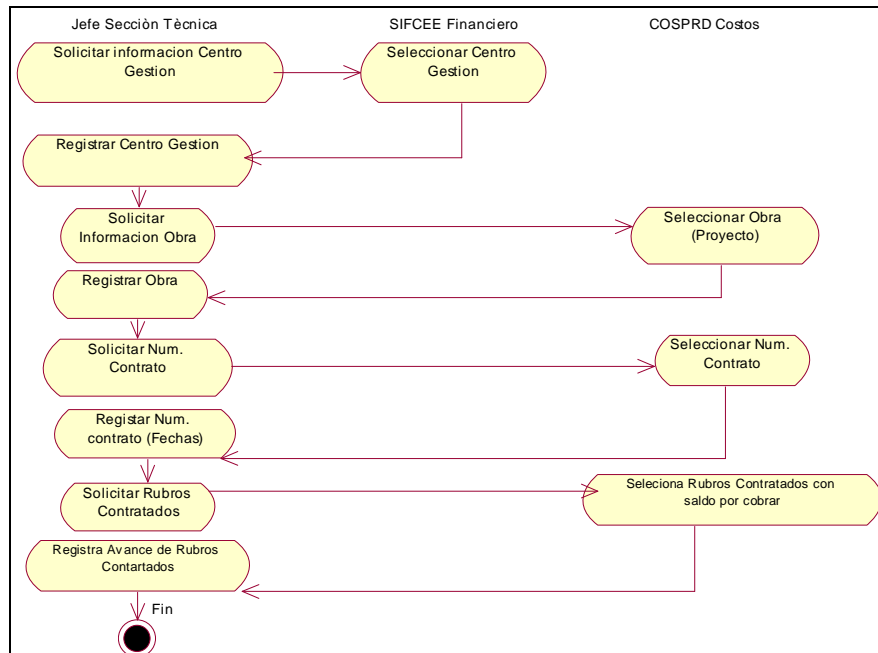 Jefe Secciòn Tècnica
SIFCEE Financiero
COSPRD Costos
Solicitar informacion Centro
Gestion
Seleccionar Centro
Gestion
Registrar Centro Gestion
Solicitar
Informacion Obra
Seleccionar Obra
(Proyecto)
Registrar Obra
Solicitar Num.
Contrato
Seleccionar Num.
Contrato
Registar Num.
contrato (Fechas)
Solicitar Rubros
Contratados
Seleciona Rubros Contratados con
saldo por cobrar
Registra Avance de Rubros
Contartados
Fin